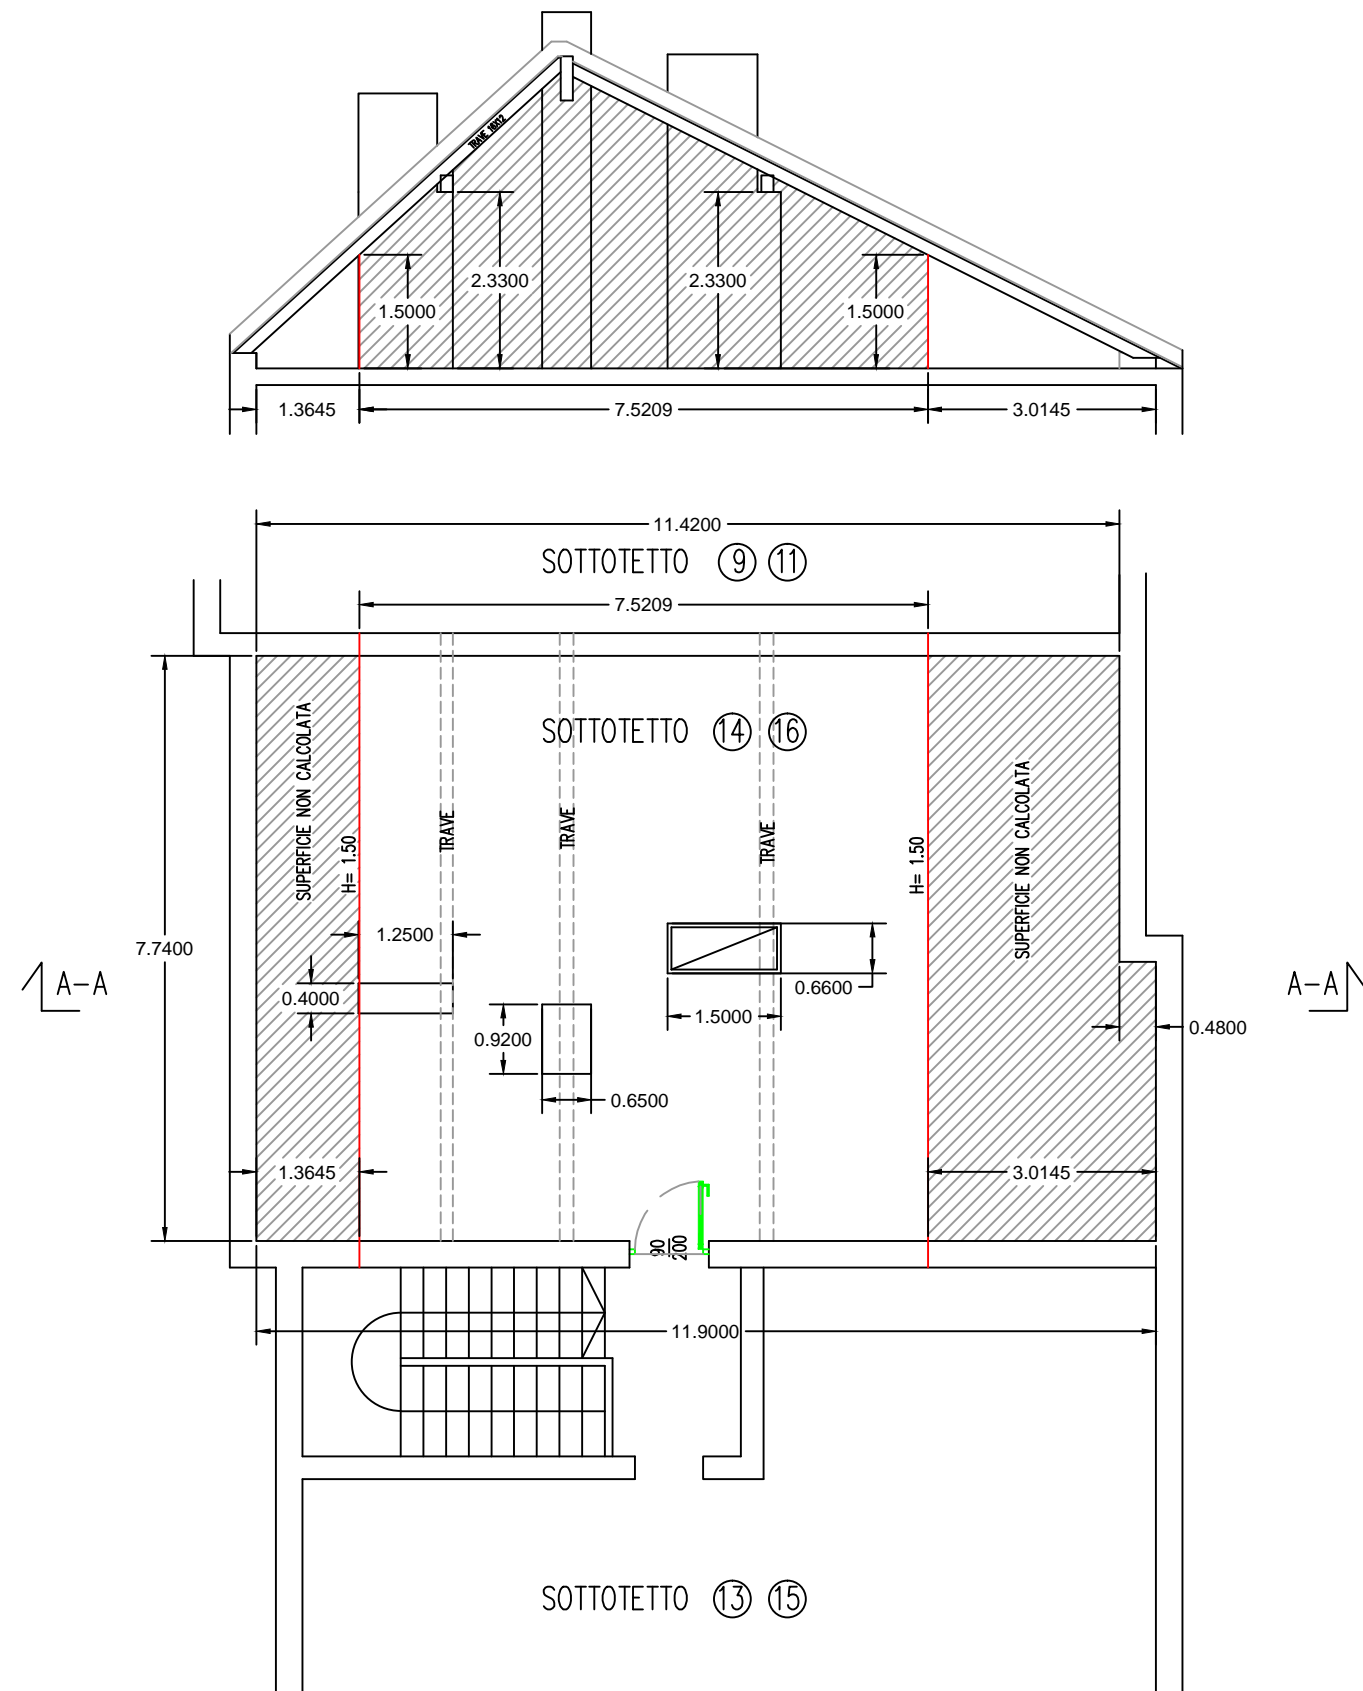 TRAVE 16X12
2.3300
2.3300
1.5000
1.5000
1.3645
7.5209
3.0145
11.4200
SOTTOTETTO 9 11
7.5209
SOTTOTETTO 14 16
SUPERFICIE NON CALCOLATA
H= 1.50
TRAVE
TRAVE
TRAVE
H= 1.50
SUPERFICIE NON CALCOLATA
1.2500
7.7400
A-A
0.4000
0.6600
A-A
1.5000
0.4800
0.9200
0.6500
1.3645
3.0145
90
200
11.9000
SOTTOTETTO 13 15